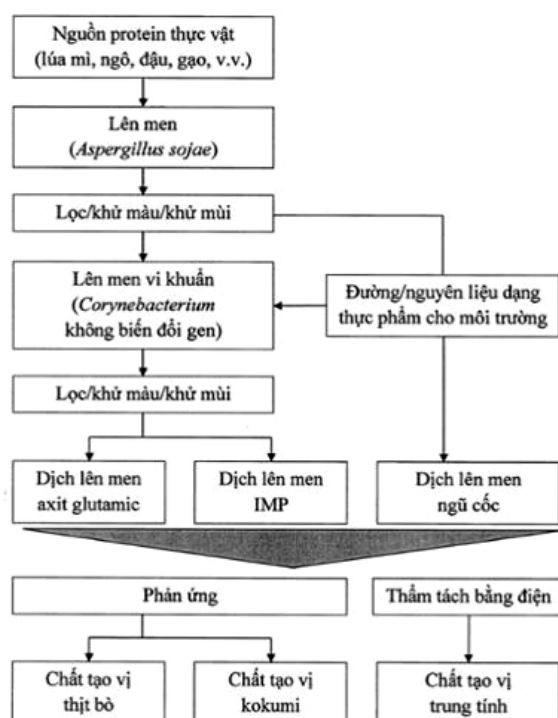 Nguồn protein thực vật
(lúa mì, ngô, đậu, gạo, v.v.)
Lên men
(Aspergillus sojae)
Lọc/khử màu/khử mùi
Lên men vi khuẩn
(Corynebacterium
không biến đổi gen)
Đường/nguyên liệu dạng
thực phẩm cho môi trường
Lọc/khử màu/khử mùi
Dịch lên men
axit glutamic
Dịch lên men
IMP
Dịch lên men
ngũ cốc
Phản ứng
Thẩm tách bằng điện
Chất tạo vị
thịt bò
Chất tạo vị
kokumi
Chất tạo vị
trung tính